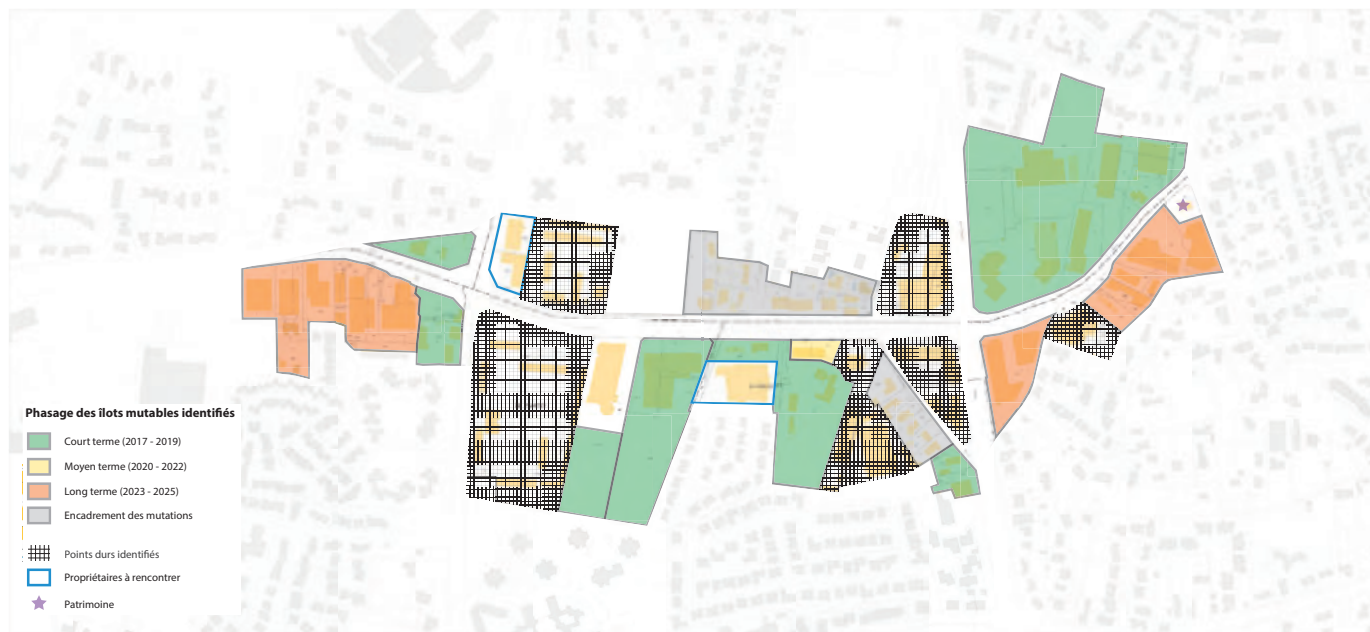 Phasage des îlots mutables identifiés
Court terme (2017 - 2019)
Moyen terme (2020 - 2022)
Long terme (2023 - 2025)
Encadrement des mutations
Points durs identifiés
Propriétaires à rencontrer
Patrimoine